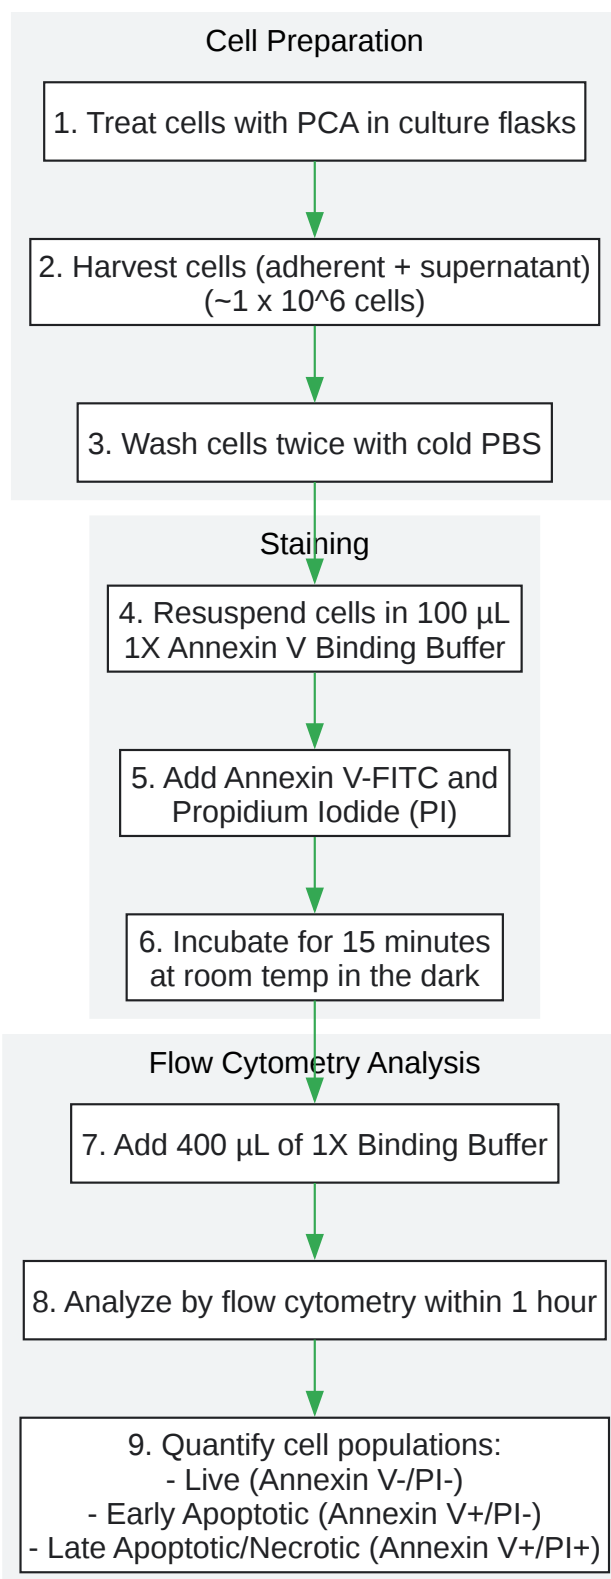 Cell Preparation
1. Treat cells with PCA in culture flasks
2. Harvest cells (adherent + supernatant)
(~1 x 10^6 cells)
3. Wash cells twice with cold PBS
Staining
4. Resuspend cells in 100 µL
1X Annexin V Binding Buffer
5. Add Annexin V-FITC and
Propidium Iodide (PI)
6. Incubate for 15 minutes
at room temp in the dark
Flow Cytometry Analysis
7. Add 400 µL of 1X Binding Buffer
8. Analyze by flow cytometry within 1 hour
9. Quantify cell populations:
- Live (Annexin V-/PI-)
- Early Apoptotic (Annexin V+/PI-)
- Late Apoptotic/Necrotic (Annexin V+/PI+)